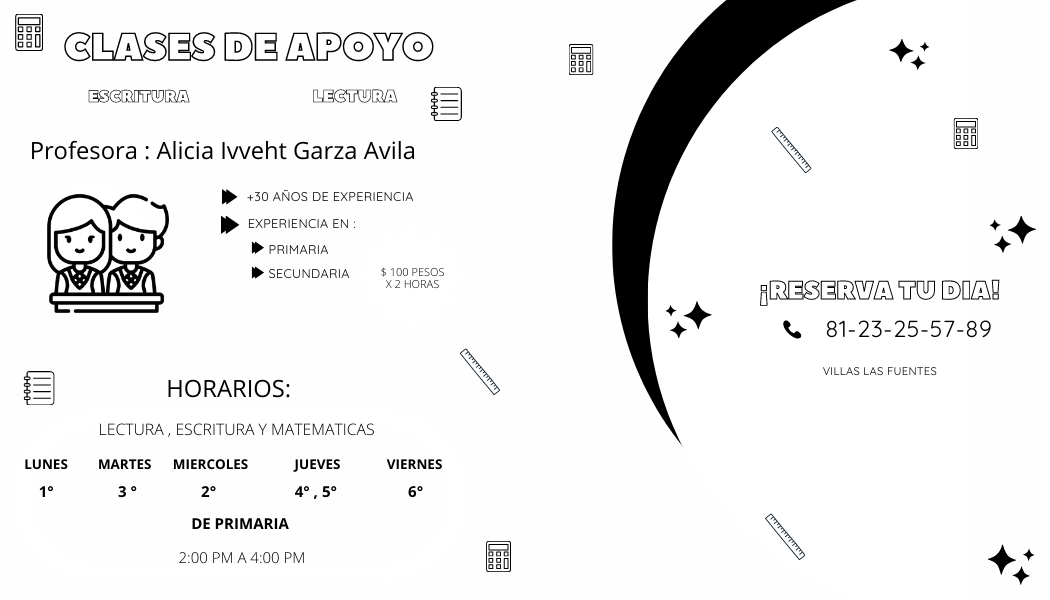 CLASES DE APOYO
ESCRITURA LECTURA
Profesora : Alicia Ivveht Garza Avila
+30 AÑOS DE EXPERIENCIA
EXPERIENCIA EN :
PRIMARIA
SECUNDARIA
$ 100 PESOS
X 2 HORAS
HORARIOS:
LECTURA , ESCRITURA Y MATEMATICAS
LUNES MARTES MIERCOLES JUEVES VIERNES
1° 3 ° 2° 4° , 5° 6°
DE PRIMARIA
2:00 PM A 4:00 PM
¡RESERVA TU DIA!
81-23-25-57-89
VILLAS LAS FUENTES